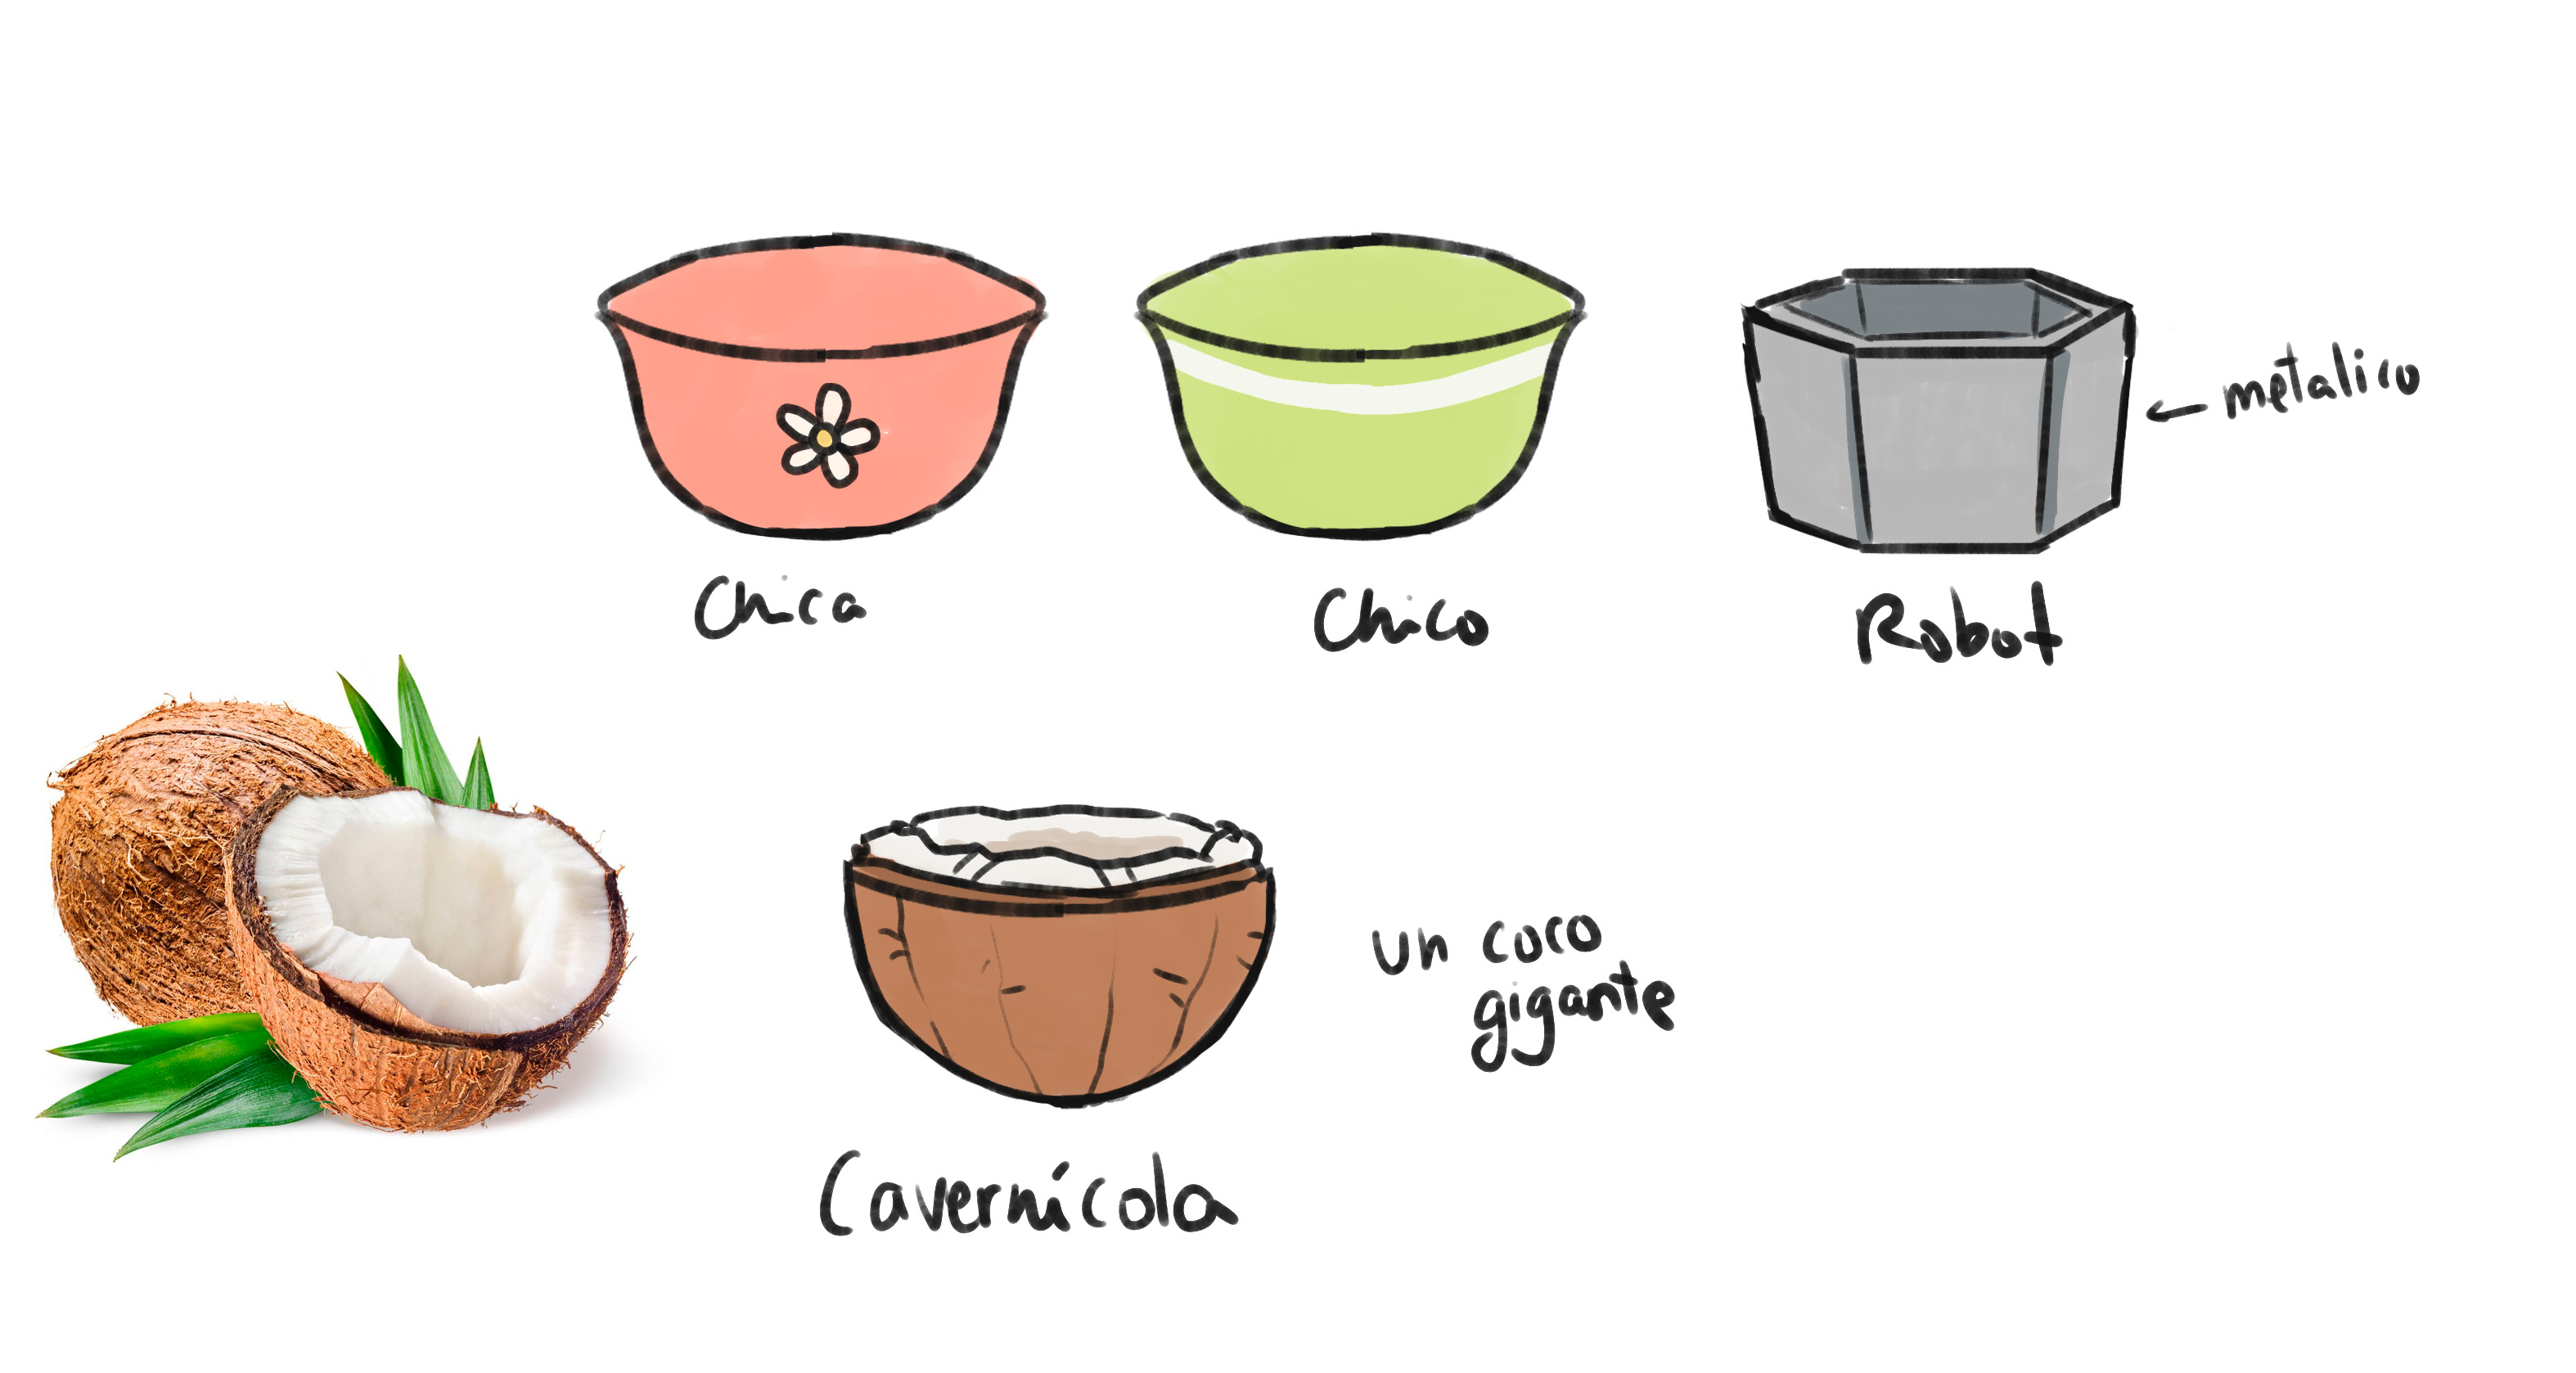 ← metalico
Chica
Chico
Robot
un coco
gigante
Cavernícola